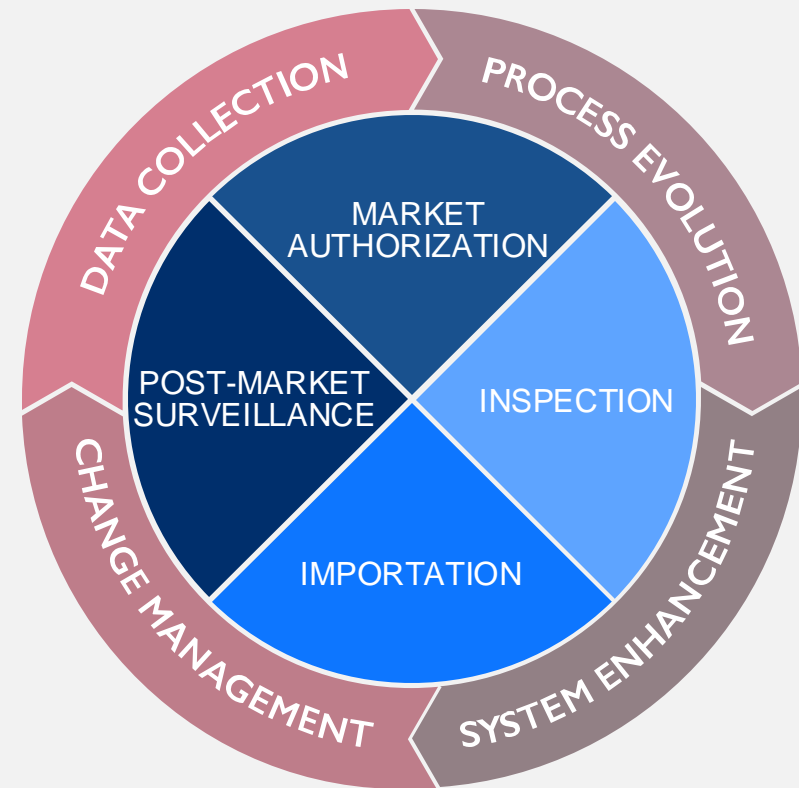 DATA COLLECTION
PROCESS EVOLUTION
MARKET
AUTHORIZATION
POST-MARKET
SURVEILLANCE
INSPECTION
IMPORTATION
CHANGE MANAGEMENT
SYSTEM ENHANCEMENT